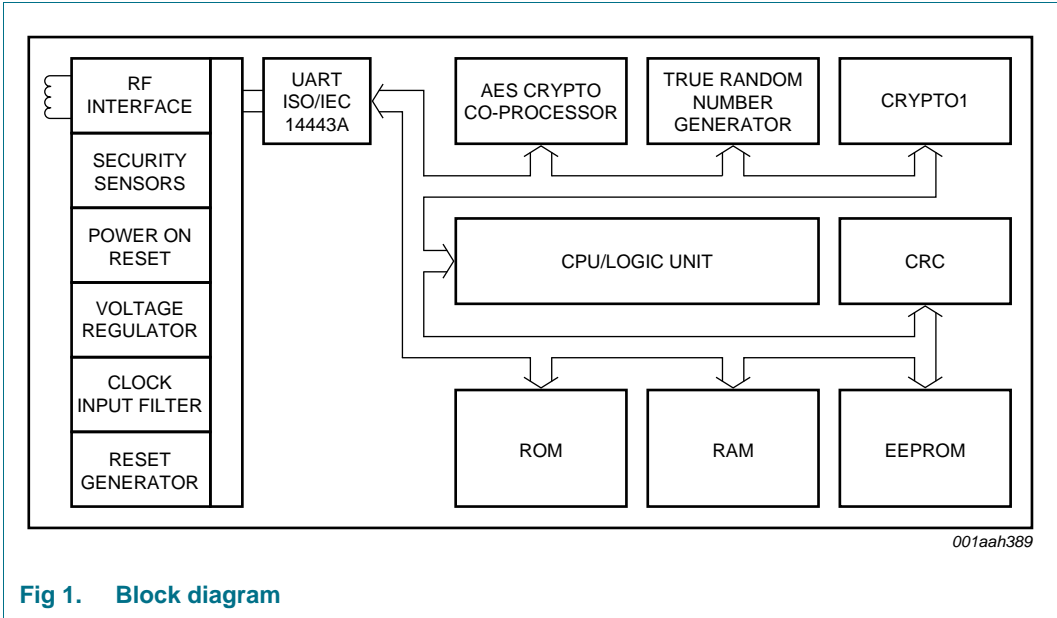 RF
INTERFACE
SECURITY
SENSORS
POWER ON
RESET
VOLTAGE
REGULATOR
CLOCK
INPUT FILTER
RESET
GENERATOR
UART
ISO/IEC
14443A
AES CRYPTO
CO-PROCESSOR
TRUE RANDOM
NUMBER
GENERATOR
CRYPTO1
CPU/LOGIC UNIT
CRC
ROM
RAM
EEPROM
001aah389
Fig 1. Block diagram